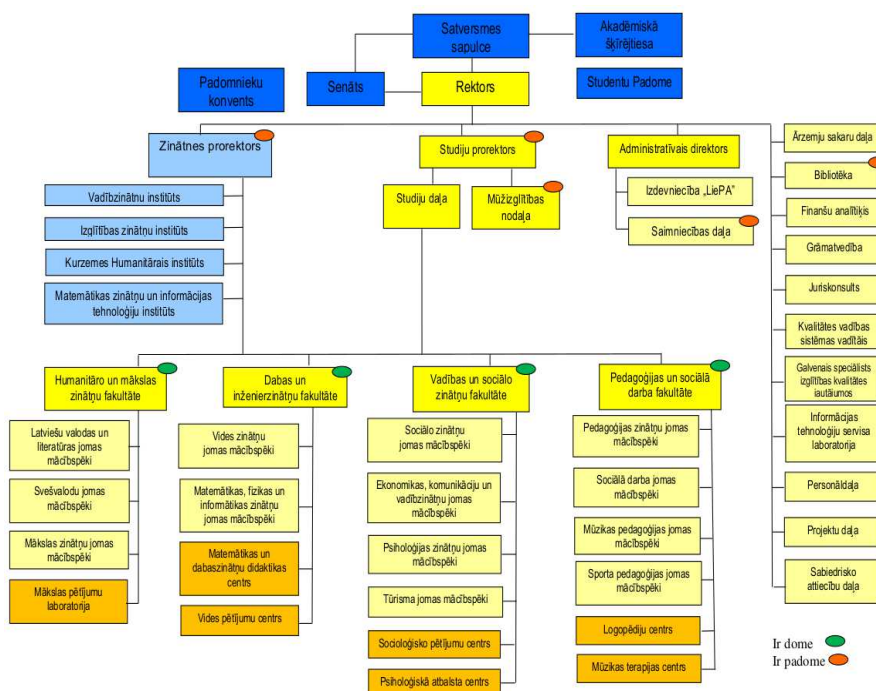 Satversmes
sapulce
Akadēmiskā
šķīrējtiesa
Padomnieku
konvents
Senāts
Rektors
Studentu Padome
Zinātnes prorektors
Studiju prorektors
Administratīvais direktors
Ārzemju sakaru daļa
Bibliotēka
Finanšu analītiķis
Grāmatvedība
Juriskonsults
Kvalitātes vadības
sistēmas vadītājs
Galvenais speciālists
izglītības kvalitātes
jautājumos
Informācijas
tehnoloģiju servisa
laboratorija
Personāldaļa
Projektu daļa
Sabiedrisko
attiecību daļa
Vadībzinātnu institūts
Izglītības zinātņu institūts
Kurzemes Humanitārais institūts
Matemātikas zinātņu un informācijas
tehnoloģiju institūts
Studiju daļa
Mūžizglītības
nodaļa
Izdevniecība „LiePA”
Saimniecības daļa
Humanitāro un mākslas
zinātņu fakultāte
Latviešu valodas un
literatūras jomas
mācībspēki
Svešvalodu jomas
mācībspēki
Mākslas zinātņu jomas
mācībspēki
Mākslas pētījumu
laboratorija
Dabas un
inženierzinātņu fakultāte
Vides zinātņu
jomas mācībspēki
Matemātikas, fizikas un
informātikas zinātņu
jomas mācībspēki
Matemātikas un
dabaszinātņu didaktikas
centrs
Vides pētījumu centrs
Vadības un sociālo
zinātņu fakultāte
Sociālo zinātņu
jomas mācībspēki
Ekonomikas, komunikāciju un
vadībzinātņu jomas
mācībspēki
Psiholoģijas zinātņu jomas
mācībspēki
Tūrisma jomas mācībspēki
Socioloģisko pētījumu centrs
Psiholoģiskā atbalsta centrs
Pedagoģijas un sociālā
darba fakultāte
Pedagoģijas zinātņu jomas
mācībspēki
Sociālā darba jomas
mācībspēki
Mūzikas pedagoģijas jomas
mācībspēki
Sporta pedagoģijas jomas
mācībspēki
Logopēdiju centrs
Mūzikas terapijas centrs
Ir dome
Ir padome